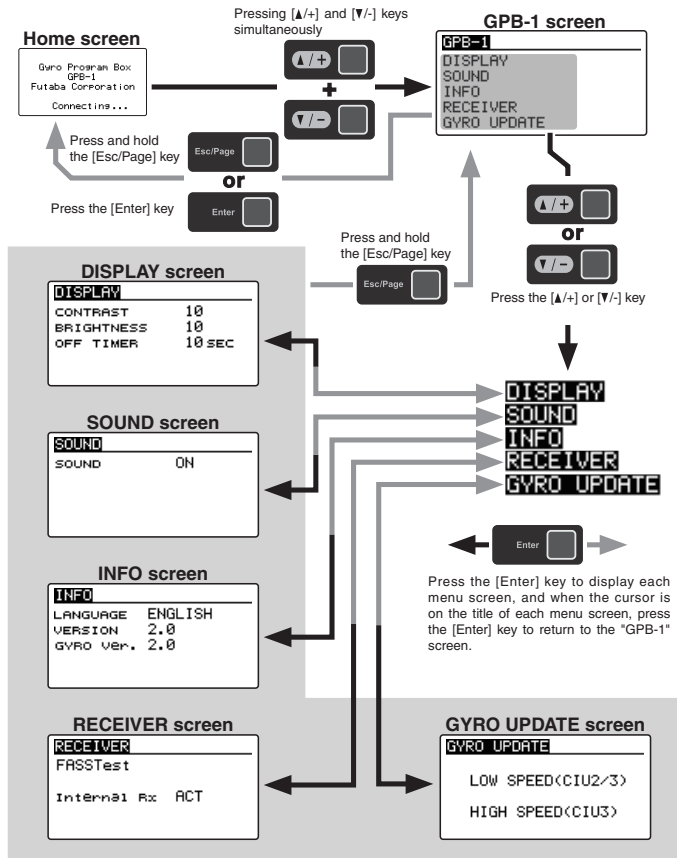 Pressing [▲/+] and [▼/-] keys
simultaneously
Home screen
Gyro Program Box
GPB-1
Futaba Corporation
Connecting...
▲/+
+
▼/-
GPB-1 screen
GPB-1
DISPLAY
SOUND
INFO
RECEIVER
GYRO UPDATE
Press and hold
the [Esc/Page] key
Esc/Page
or
Press the [Enter] key
Enter
▲/+
or
▼/-
Press the [▲/+] or [▼/-] key
Press and hold
the [Esc/Page] key
Esc/Page
DISPLAY screen
DISPLAY
CONTRAST 10
BRIGHTNESS 10
OFF TIMER 10 SEC
SOUND screen
SOUND
SOUND ON
INFO screen
INFO
LANGUAGE ENGLISH
VERSION 2.0
GYRO Ver. 2.0
RECEIVER screen
RECEIVER
FASSTest
Internal Rx ACT
DISPLAY
SOUND
INFO
RECEIVER
GYRO UPDATE
Enter
Press the [Enter] key to display each
menu screen, and when the cursor is
on the title of each menu screen, press
the [Enter] key to return to the "GPB-1"
screen.
GYRO UPDATE screen
GYRO UPDATE
LOW SPEED(CIU2/3)
HIGH SPEED(CIU3)